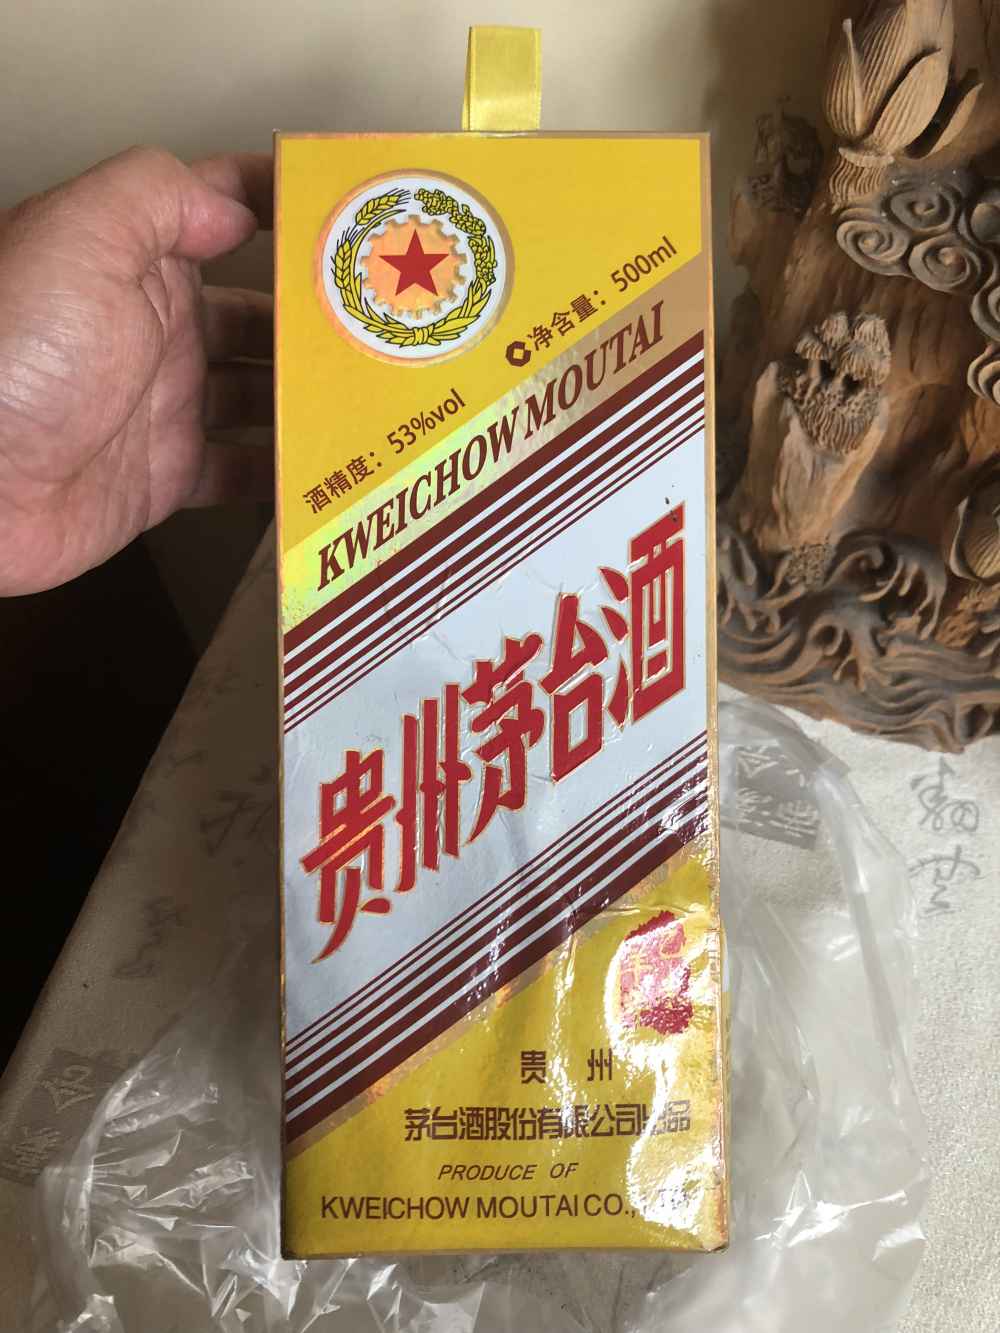 净含量：500ml
酒精度：53%vol
KWEICHOW MOUTAI
贵州茅台酒
贵 州
茅台酒股份有限公司出品
PRODUCE OF
KWEICHOW MOUTAI CO.,